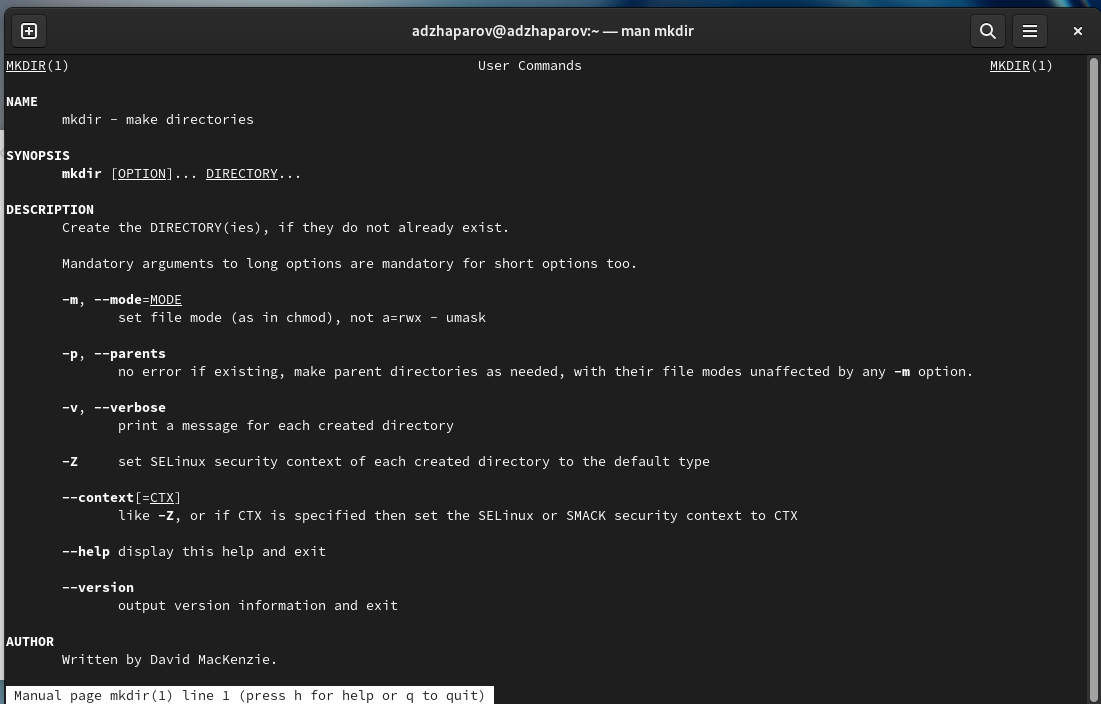 adzhaparov@adzhaparov:~ — man mkdir
MKDIR(1) User Commands MKDIR(1)
NAME
mkdir - make directories
SYNOPSIS
mkdir [OPTION]... DIRECTORY...
DESCRIPTION
Create the DIRECTORY(ies), if they do not already exist.
Mandatory arguments to long options are mandatory for short options too.
-m, --mode=MODE
set file mode (as in chmod), not a=rwx - umask
-p, --parents
no error if existing, make parent directories as needed, with their file modes unaffected by any -m option.
-v, --verbose
print a message for each created directory
-Z set SELinux security context of each created directory to the default type
--context[=CTX]
like -Z, or if CTX is specified then set the SELinux or SMACK security context to CTX
--help display this help and exit
--version
output version information and exit
AUTHOR
Written by David MacKenzie.
Manual page mkdir(1) line 1 (press h for help or q to quit)